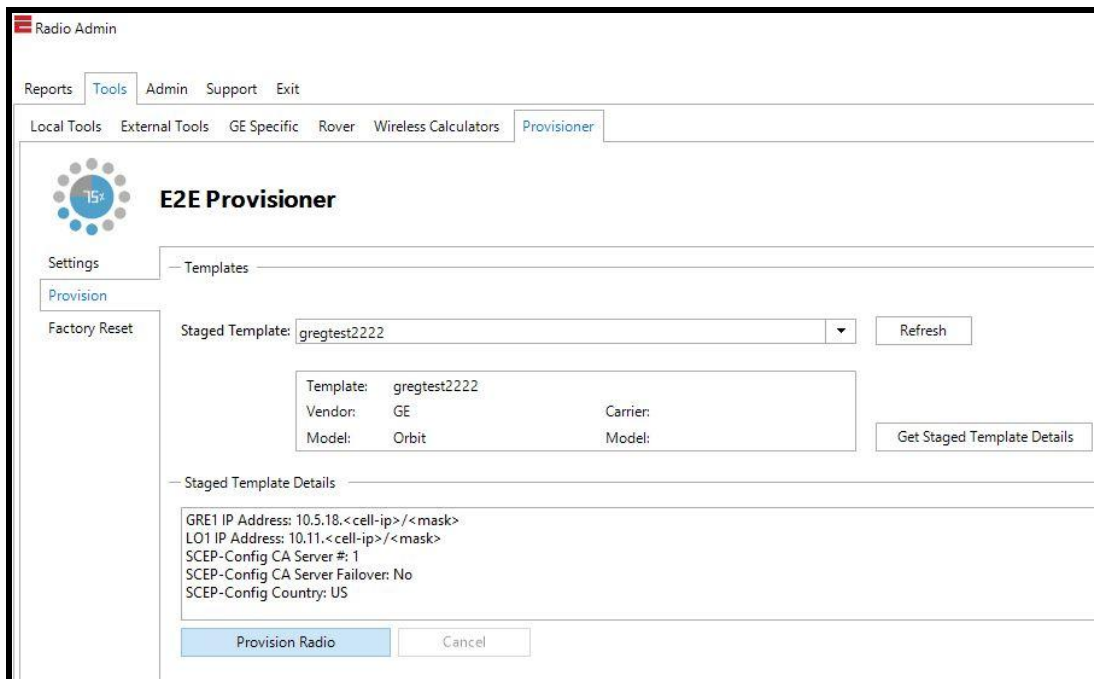 Radio Admin
Reports Tools Admin Support Exit
Local Tools External Tools GE Specific Rover Wireless Calculators Provisioner
75%
E2E Provisioner
Settings
Provision
Factory Reset
Templates
Staged Template: gregtest2222 Refresh
Template: gregtest2222
Vendor: GE Carrier:
Model: Orbit Model:
Get Staged Template Details
Staged Template Details
GRE1 IP Address: 10.5.18.<cell-ip>/<mask>
LO1 IP Address: 10.11.<cell-ip>/<mask>
SCEP-Config CA Server #: 1
SCEP-Config CA Server Failover: No
SCEP-Config Country: US
Provision Radio Cancel